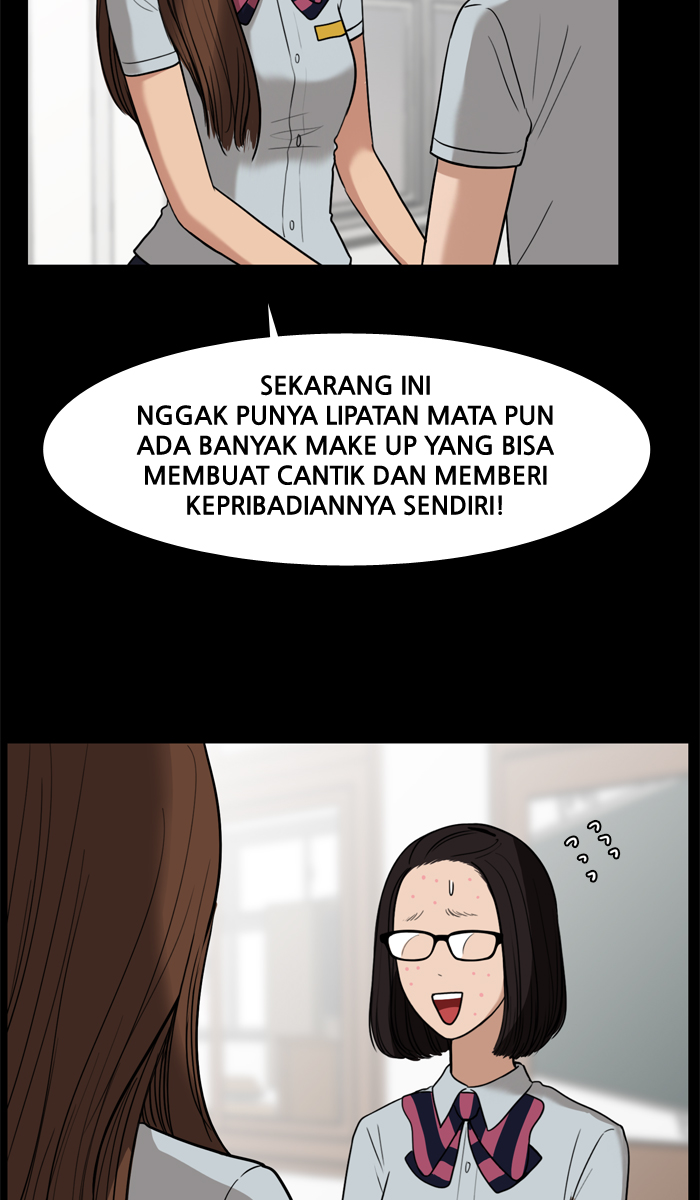 SEKARANG INI
NGGAK PUNYA LIPATAN MATA PUN
ADA BANYAK MAKE UP YANG BISA
MEMBUAT CANTIK DAN MEMBERI
KEPRIBADIANNYA SENDIRI!